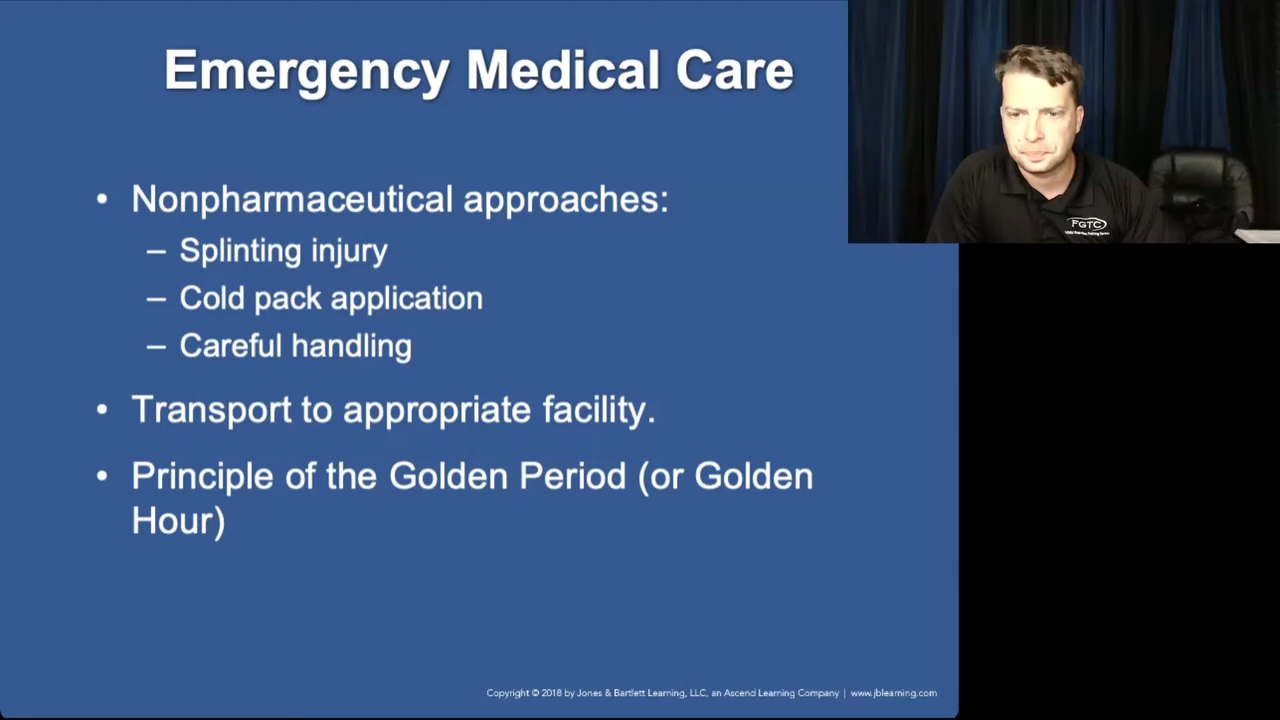 Emergency Medical Care
• Nonpharmaceutical approaches:
– Splinting injury
– Cold pack application
– Careful handling
• Transport to appropriate facility.
• Principle of the Golden Period (or Golden
Hour)
FGTC
Copyright © 2018 by Jones & Bartlett Learning, LLC, an Ascend Learning Company | www.jblearning.com